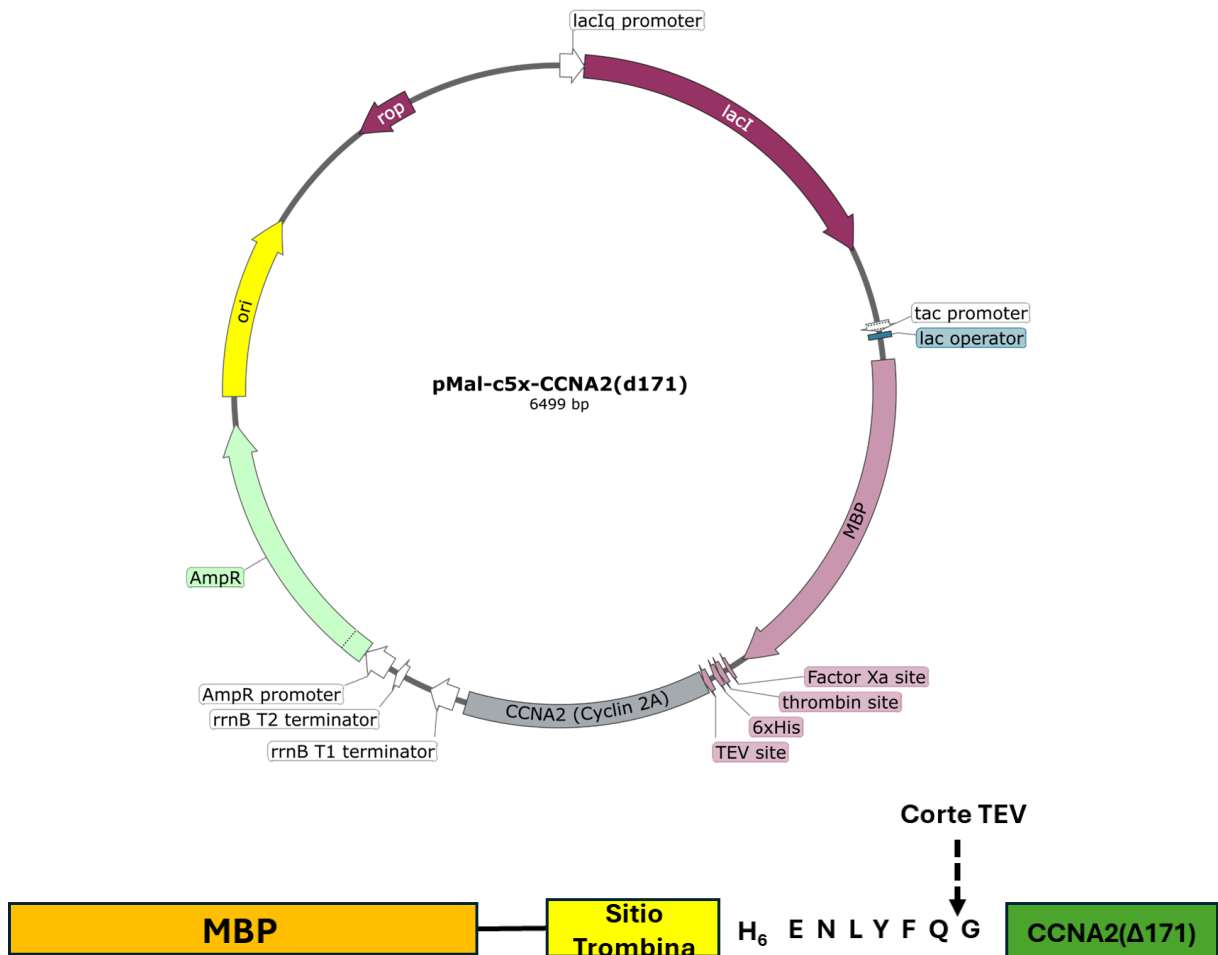 lacIq promoter
rop
lacI
ori
tac promoter
lac operator
pMal-c5x-CCNA2(d171)
6499 bp
MBP
AmpR
Factor Xa site
thrombin site
6xHis
TEV site
AmpR promoter
rrnB T2 terminator
rrnB T1 terminator
CCNA2 (Cyclin 2A)
Corte TEV
MBP
Sitio
Trombina
H6 E N L Y F Q G
CCNA2(Δ171)